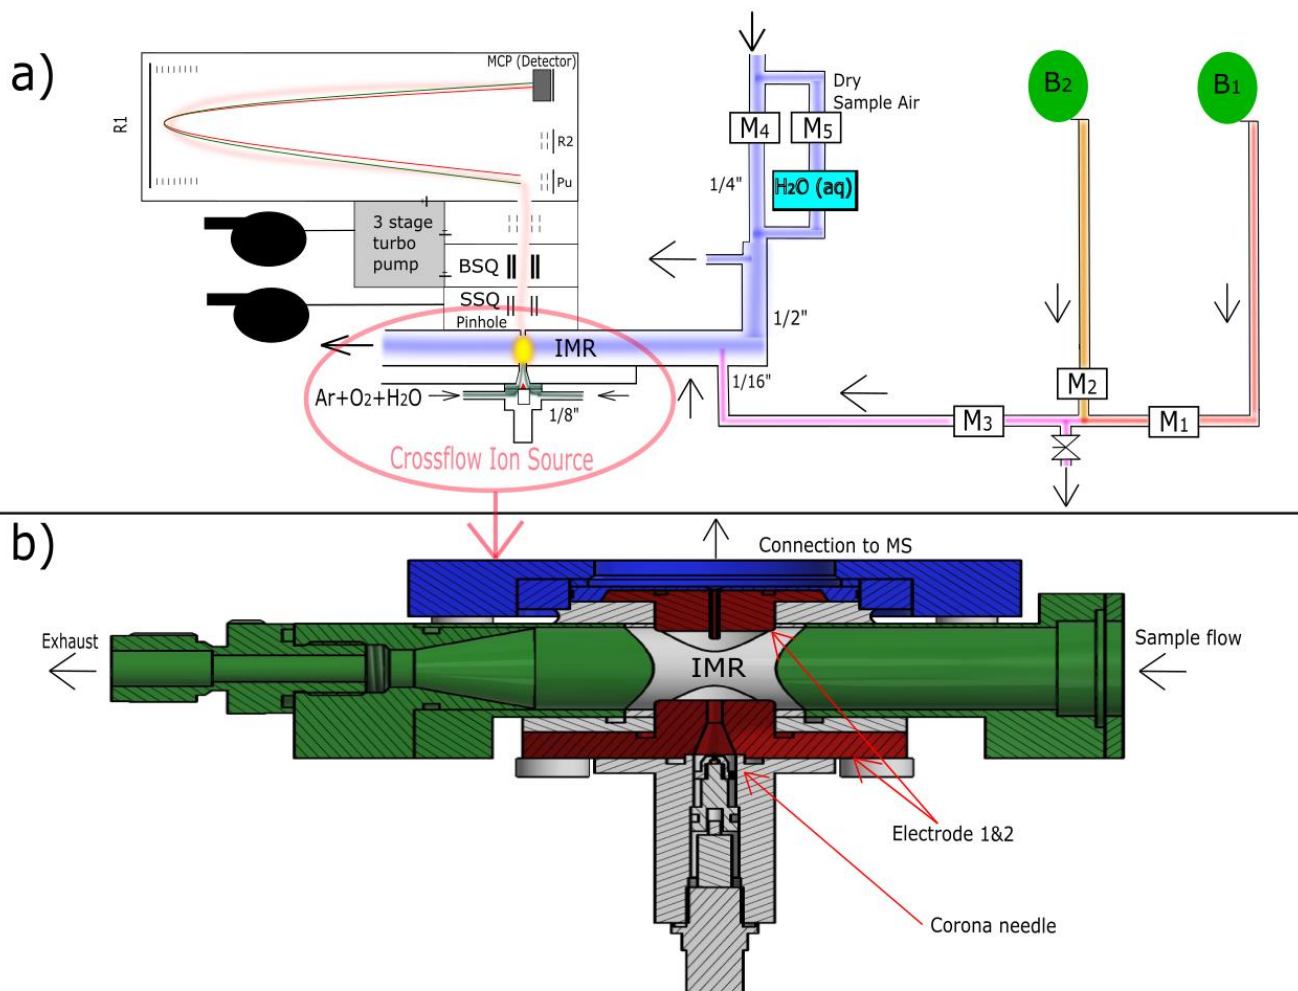 a)
MCP (Detector)
R1
R2
Pu
3 stage
turbo
pump
BSQ
SSQ
Pinhole
IMR
Ar+O₂+H₂O
1/8"
Crossflow Ion Source
Dry
Sample Air
M₄
M₅
H₂O (aq)
1/4"
1/2"
1/16"
B₂
B₁
M₂
M₃
M₁
b)
Connection to MS
Exhaust
IMR
Sample flow
Electrode 1&2
Corona needle